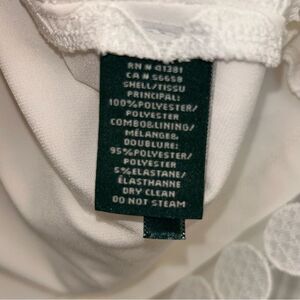 RN # 41381
CA # 56658
SHELL/TISSU
PRINCIPAL:
100%POLYESTER/
POLYESTER
COMBO&LINING/
MÉLANGE&
DOUBLURE:
95%POLYESTER/
POLYESTER
5%ELASTANE/
ÉLASTHANNE
DRY CLEAN
DO NOT STEAM